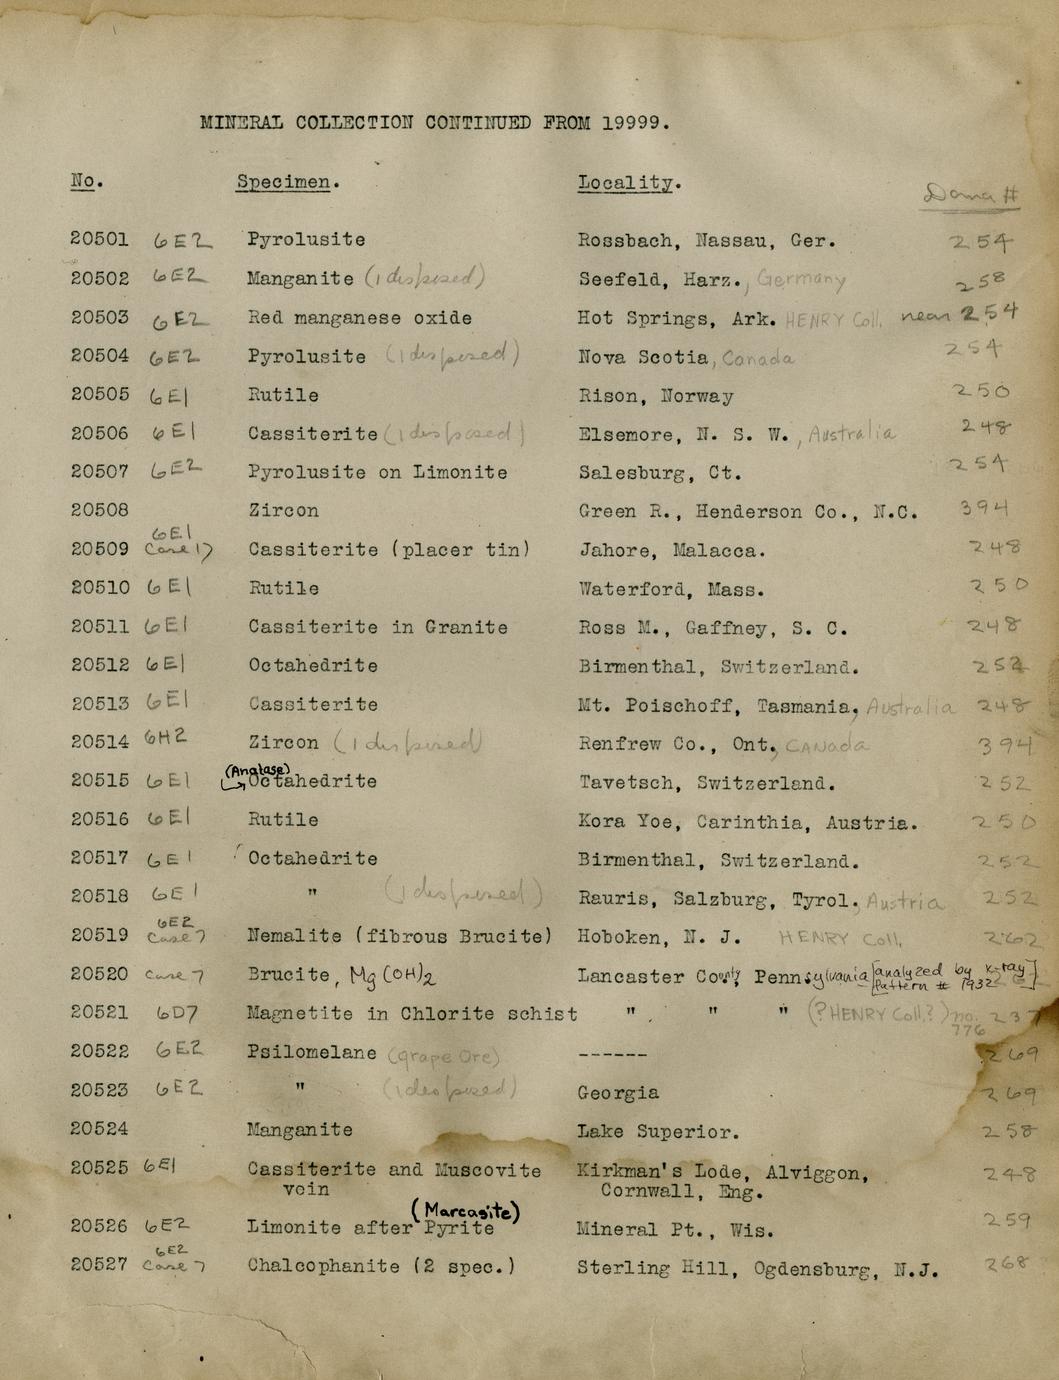 MINERAL COLLECTION CONTINUED FROM 19999.
No. Specimen. Locality. Dana #
20501 6E2 Pyrolusite Rossbach, Nassau, Ger. 254
20502 6E2 Manganite (1 disposed) Seefeld, Harz., Germany 258
20503 6E2 Red manganese oxide Hot Springs, Ark. HENRY Coll. near 254
20504 6E2 Pyrolusite (1 disposed) Nova Scotia, Canada 254
20505 6E1 Rutile Rison, Norway 250
20506 6E1 Cassiterite (1 disposed) Elsemore, N. S. W., Australia 248
20507 6E2 Pyrolusite on Limonite Salesburg, Ct. 254
20508 Zircon Green R., Henderson Co., N.C. 394
6E1
20509 Case 17 Cassiterite (placer tin) Jahore, Malacca. 248
20510 6E1 Rutile Waterford, Mass. 250
20511 6E1 Cassiterite in Granite Ross M., Gaffney, S. C. 248
20512 6E1 Octahedrite Birmenthal, Switzerland. 252
20513 6E1 Cassiterite Mt. Poischoff, Tasmania, Australia 248
20514 6H2 Zircon (1 disposed) Renfrew Co., Ont., CANADA 394
(Anatase)
20515 6E1 Octahedrite Tavetsch, Switzerland. 252
20516 6E1 Rutile Kora Yoe, Carinthia, Austria. 250
20517 6E1 Octahedrite Birmenthal, Switzerland. 252
20518 6E1 " (1 disposed) Rauris, Salzburg, Tyrol., Austria 252
6E2
20519 Case 7 Nemalite (fibrous Brucite) Hoboken, N. J. HENRY Coll. 262
20520 case 7 Brucite, Mg(OH)2 Lancaster County, Pennsylvania [analyzed by x-ray
pattern # 1932]
20521 6D7 Magnetite in Chlorite schist " " " (?HENRY Coll.?) no. 237
776
20522 6E2 Psilomelane (grape ore) ------ 269
20523 6E2 " (1 disposed) Georgia 269
20524 Manganite Lake Superior. 258
20525 6E1 Cassiterite and Muscovite Kirkman's Lode, Alviggon, 248
vein Cornwall, Eng.
(Marcasite)
20526 6E2 Limonite after Pyrite Mineral Pt., Wis. 259
6E2
20527 Case 7 Chalcophanite (2 spec.) Sterling Hill, Ogdensburg, N.J. 268